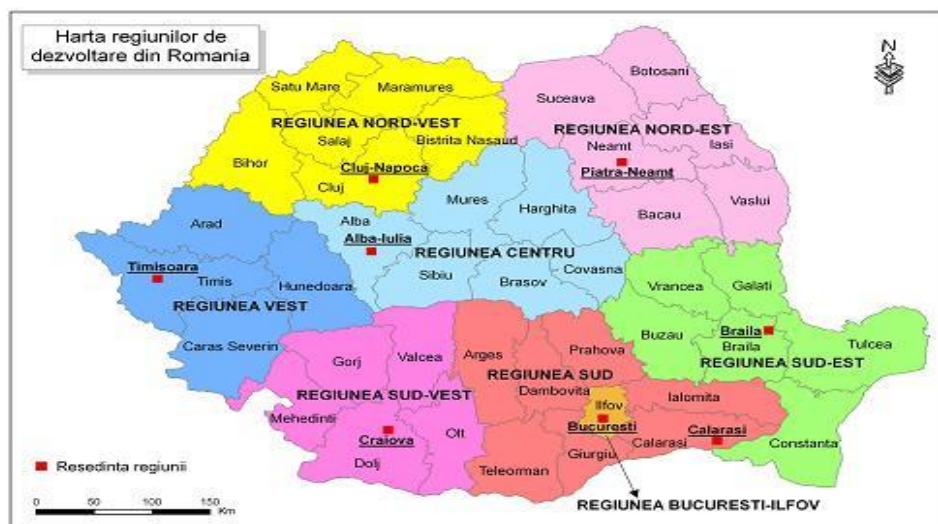 Harta regiunilor de
dezvoltare din Romania
N
Botosani
Satu Mare
Maramures
Suceava
REGIUNEA NORD-VEST
REGIUNEA NORD-EST
Salaj
Bistrita Nasaud
Neamt
Iasi
Bihor
Cluj-Napoca
Piatra-Neamt
Cluj
Mures
Vaslui
Arad
Alba
Harghita
Bacau
Alba-Iulia
REGIUNEA CENTRU
Timisoara
Timis
Hunedoara
Sibiu
Brasov
Covasna
Vrancea
Galati
REGIUNEA VEST
Buzau
Braila
Braila
Tulcea
Caras Severin
Gorj
Valcea
Arges
Prahova
REGIUNEA SUD-EST
REGIUNEA SUD
REGIUNEA SUD-VEST
Dambovita
Ialomita
Ilfov
Mehedinti
Craiova
Olt
Bucuresti
Calarasi
Calarasi
Constanta
Dolj
Teleorman
Giurgiu
Resedinta regiunii
REGIUNEA BUCURESTI-ILFOV
0 50 100 150
Km